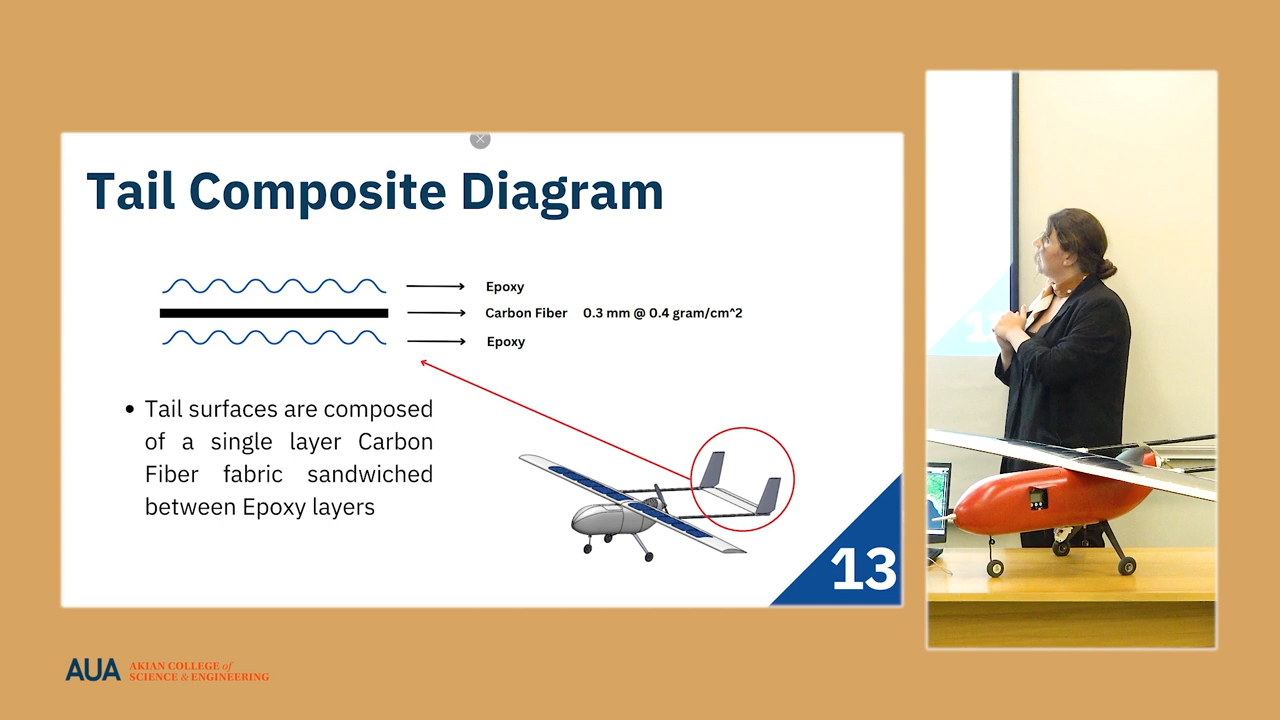 Tail Composite Diagram
Epoxy
Carbon Fiber 0.3 mm @ 0.4 gram/cm^2
Epoxy
• Tail surfaces are composed
of a single layer Carbon
Fiber fabric sandwiched
between Epoxy layers
13
AUA AKIAN COLLEGE of
SCIENCE & ENGINEERING